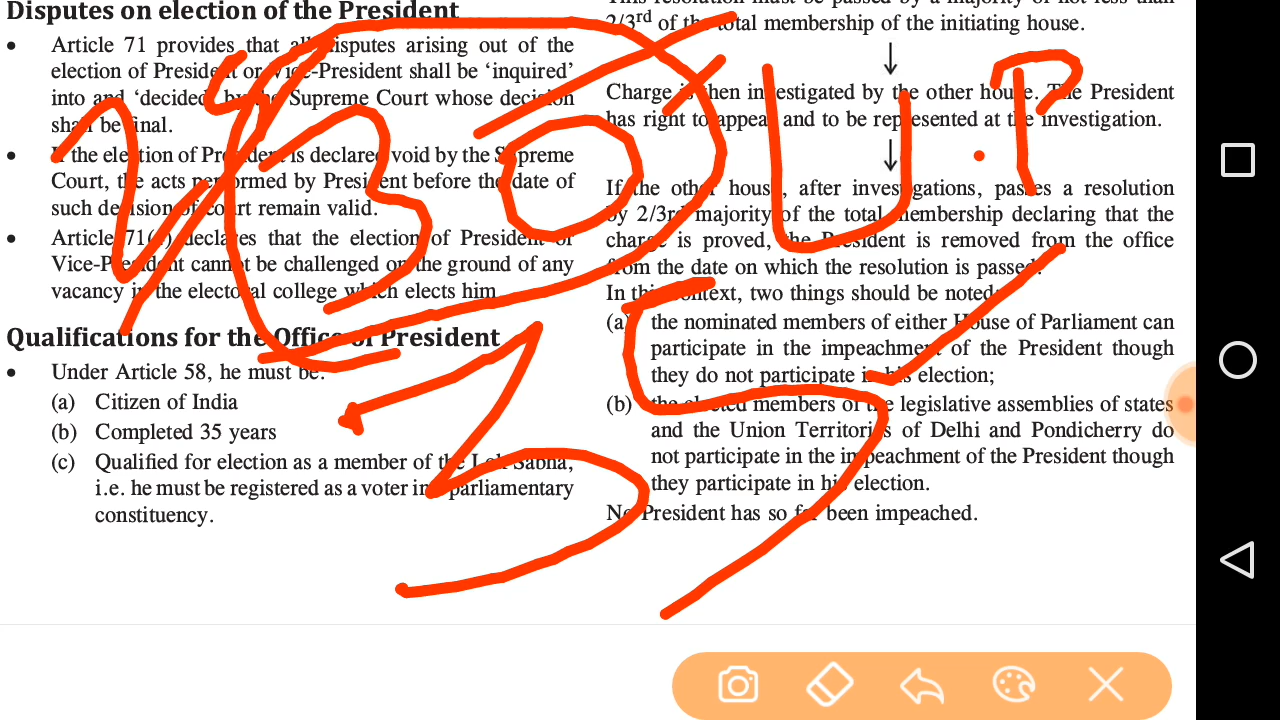 Disputes on election of the President
• Article 71 provides that all disputes arising out of the
election of President or Vice-President shall be ‘inquired’
into and ‘decided’ by the Supreme Court whose decision
shall be final.
• If the election of President is declared void by the Supreme
Court, the acts performed by President before the date of
such decision of court remain valid.
• Article 71( ) declares that the election of President or
Vice-President cannot be challenged on the ground of any
vacancy in the electoral college which elects him
Qualifications for the Office of President
• Under Article 58, he must be:
(a) Citizen of India
(b) Completed 35 years
(c) Qualified for election as a member of the Lok Sabha,
i.e. he must be registered as a voter in parliamentary
constituency.
This resolution must be passed by a majority of not less than
2/3rd of the total membership of the initiating house.
↓
Charge is then investigated by the other house. The President
has right to appeal and to be represented at the investigation.
↓
If the other house, after investigations, passes a resolution
by 2/3rd majority of the total membership declaring that the
charge is proved, the President is removed from the office
from the date on which the resolution is passed.
In this context, two things should be noted:
(a) the nominated members of either House of Parliament can
participate in the impeachment of the President though
they do not participate in his election;
(b) the elected members of the legislative assemblies of states
and the Union Territories of Delhi and Pondicherry do
not participate in the impeachment of the President though
they participate in his election.
No President has so far been impeached.
30
U.P
35